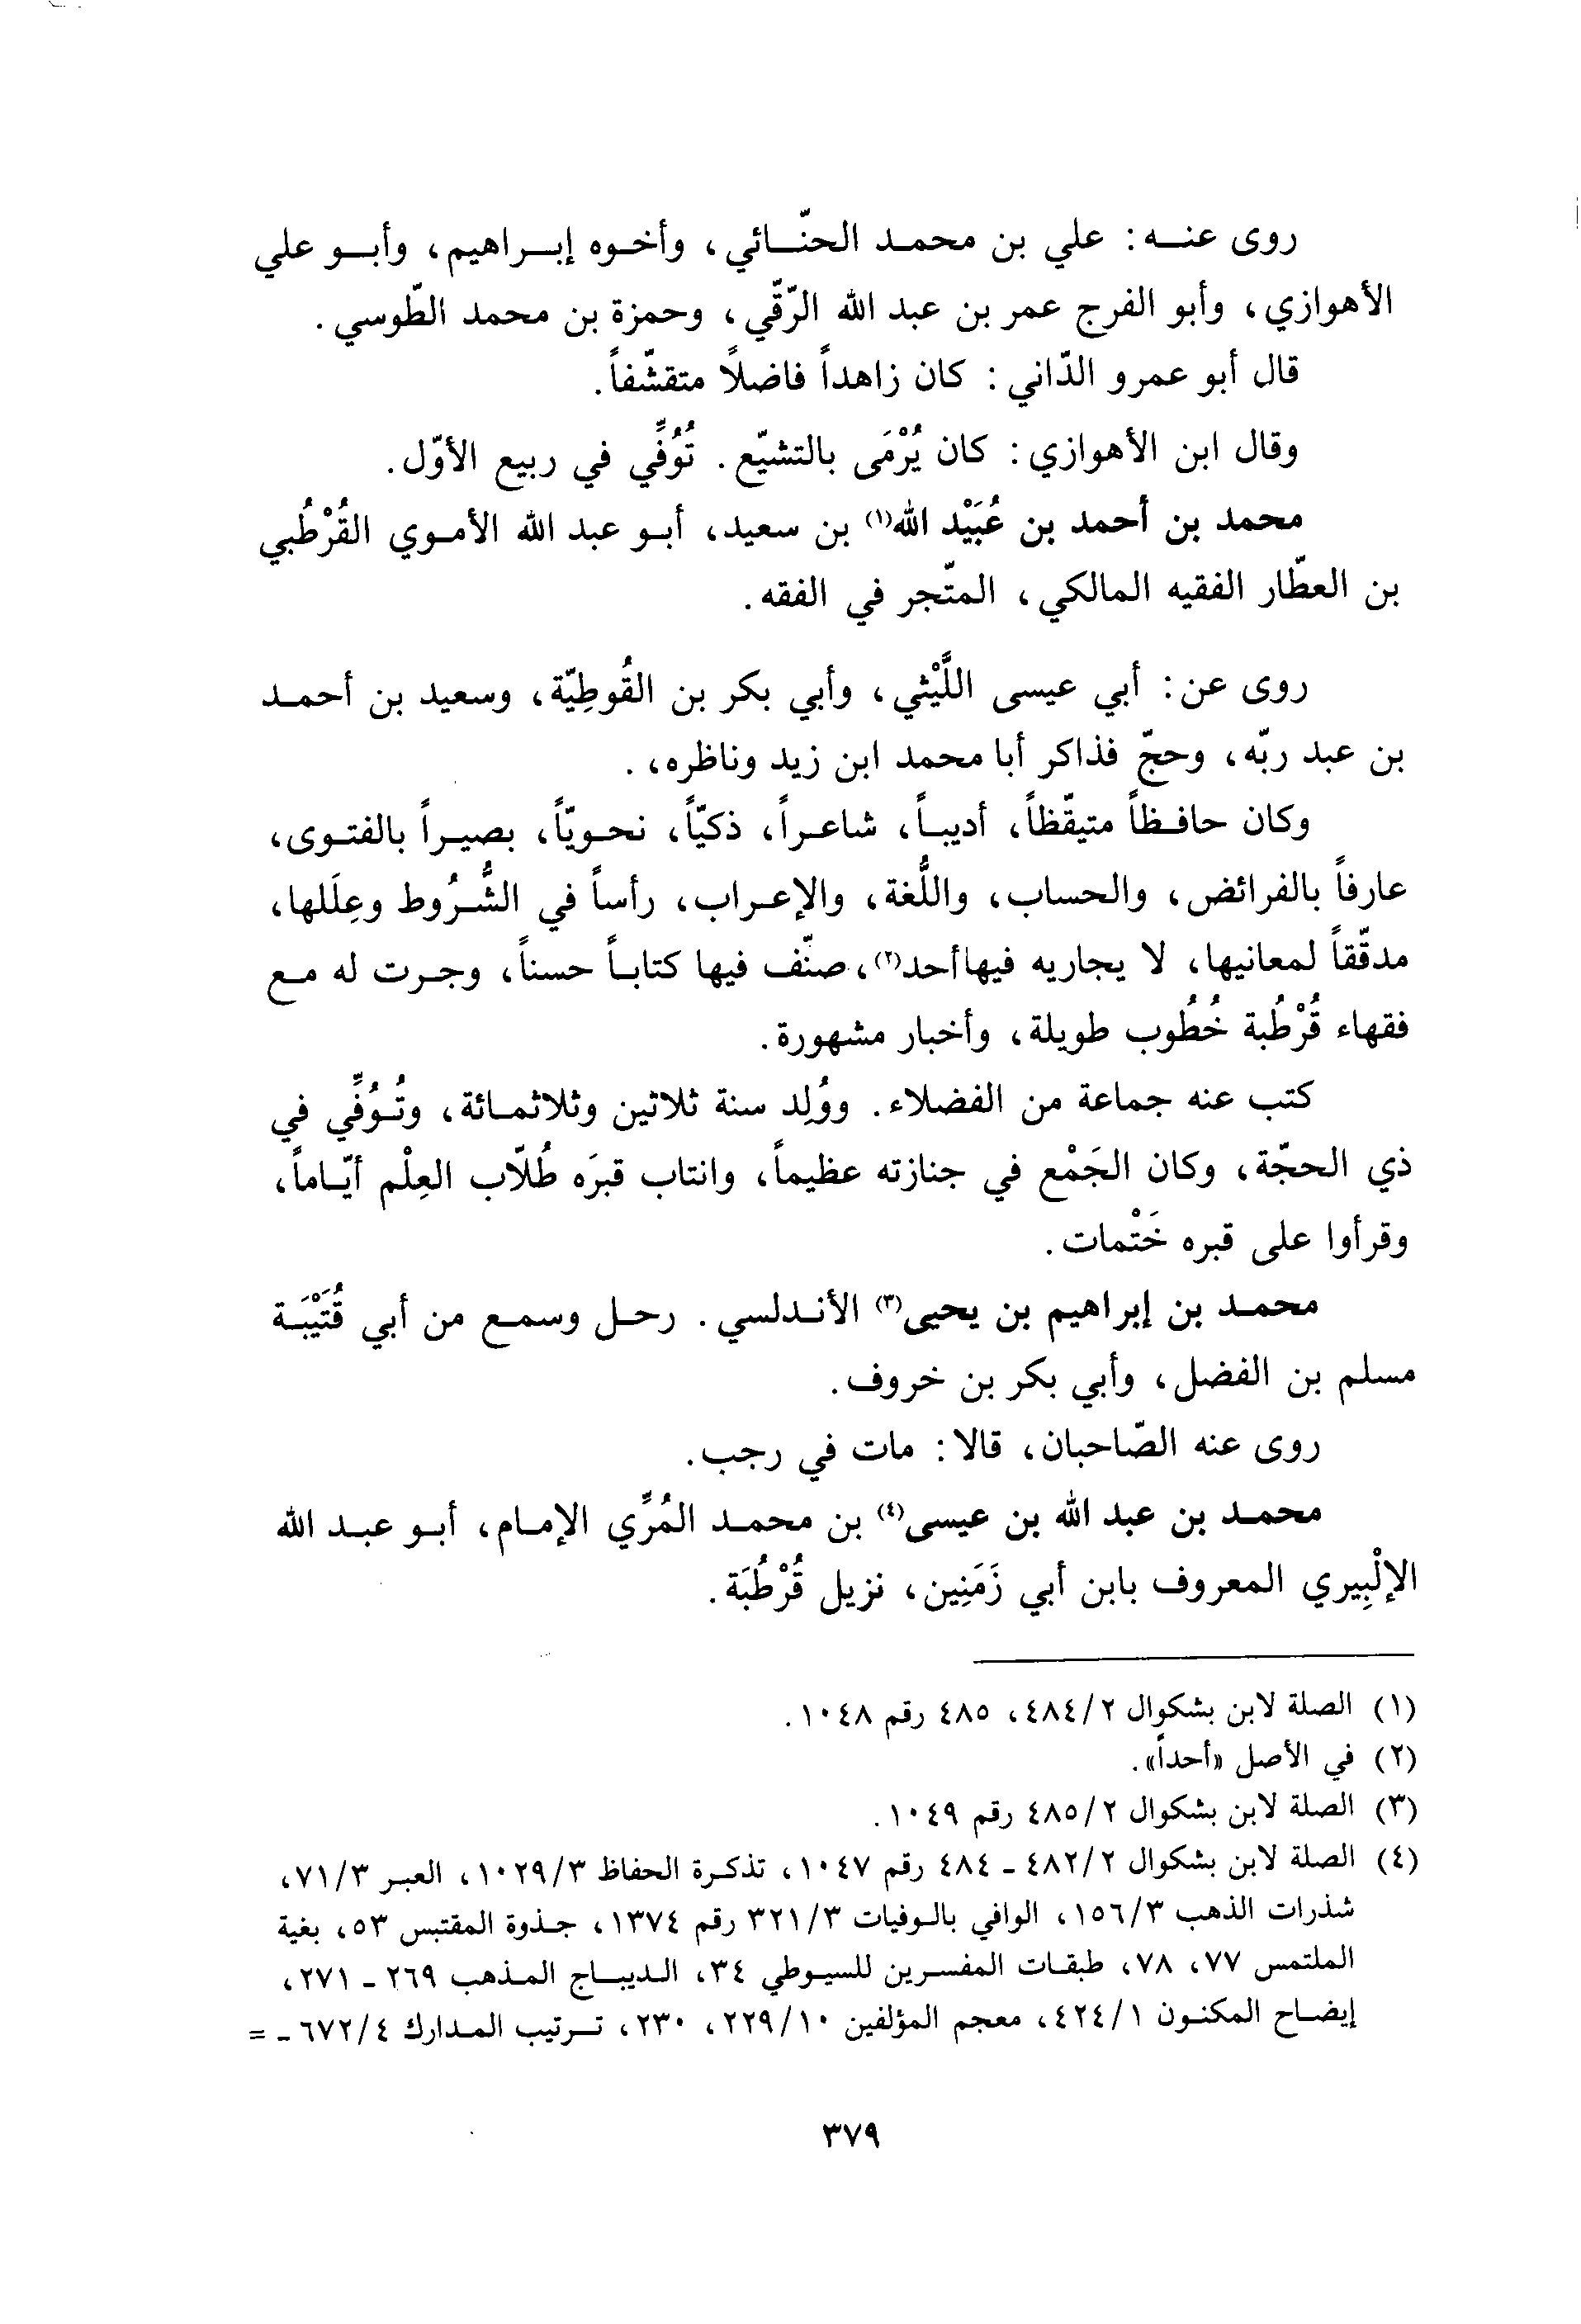 روى عنه: علي بن محمد الحنّائي، وأخوه إبراهيم، وأبو علي
الأهوازي، وأبو الفرج عمر بن عبد الله الرّقّي، وحمزة بن محمد الطّوسي.
قال أبو عمرو الدّاني: كان زاهداً فاضلاً متقشّفاً.
وقال ابن الأهوازي: كان يُرْمَى بالتشيّع. تُوُفِّي في ربيع الأوّل.
محمد بن أحمد بن عُبَيْد الله(١) بن سعيد، أبو عبد الله الأموي القُرْطُبي
بن العطّار الفقيه المالكي، المتّجر في الفقه.
روى عن: أبي عيسى اللَّيْثي، وأبي بكر بن القُوطِيّة، وسعيد بن أحمد
بن عبد ربّه، وحجّ فذاكر أبا محمد ابن زيد وناظره،.
وكان حافظاً متيقّظاً، أديباً، شاعراً، ذكيّاً، نحويّاً، بصيراً بالفتوى،
عارفاً بالفرائض، والحساب، واللُّغة، والإعراب، رأساً في الشُّرُوط وعِلَلها،
مدقّقاً لمعانيها، لا يجاريه فيها أحد(٢)، صنّف فيها كتاباً حسناً، وجرت له مع
فقهاء قُرْطُبة خُطُوب طويلة، وأخبار مشهورة.
كتب عنه جماعة من الفضلاء. ووُلِد سنة ثلاثين وثلاثمائة، وتُوُفِّي في
ذي الحجّة، وكان الجَمْع في جنازته عظيماً، وانتاب قبرَه طُلّاب العِلْم أيّاماً،
وقرأوا على قبره خَتْمات.
محمد بن إبراهيم بن يحيى(٣) الأندلسي. رحل وسمع من أبي قُتَيْبَة
مسلم بن الفضل، وأبي بكر بن خروف.
روى عنه الصّاحبان، قالا: مات في رجب.
محمد بن عبد الله بن عيسى(٤) بن محمد المُرِّي الإمام، أبو عبد الله
الإلْبِيري المعروف بابن أبي زَمَنِين، نزيل قُرْطُبَة.
(١) الصلة لابن بشكوال ٢/٤٨٤، ٤٨٥ رقم ١٠٤٨.
(٢) في الأصل «أحداً».
(٣) الصلة لابن بشكوال ٢/٤٨٥ رقم ١٠٤٩.
(٤) الصلة لابن بشكوال ٢/٤٨٢ - ٤٨٤ رقم ١٠٤٧، تذكرة الحفاظ ٣/١٠٢٩، العبر ٣/٧١،
شذرات الذهب ٣/١٥٦، الوافي بالوفيات ٣/٣٢١ رقم ١٣٧٤، جذوة المقتبس ٥٣، بغية
الملتمس ٧٧، ٧٨، طبقات المفسرين للسيوطي ٣٤، الديباج المذهب ٢٦٩ - ٢٧١،
إيضاح المكنون ١/٤٢٤، معجم المؤلفين ١٠/٢٢٩، ٢٣٠، ترتيب المدارك ٤/٦٧٢ - =
٣٧٩